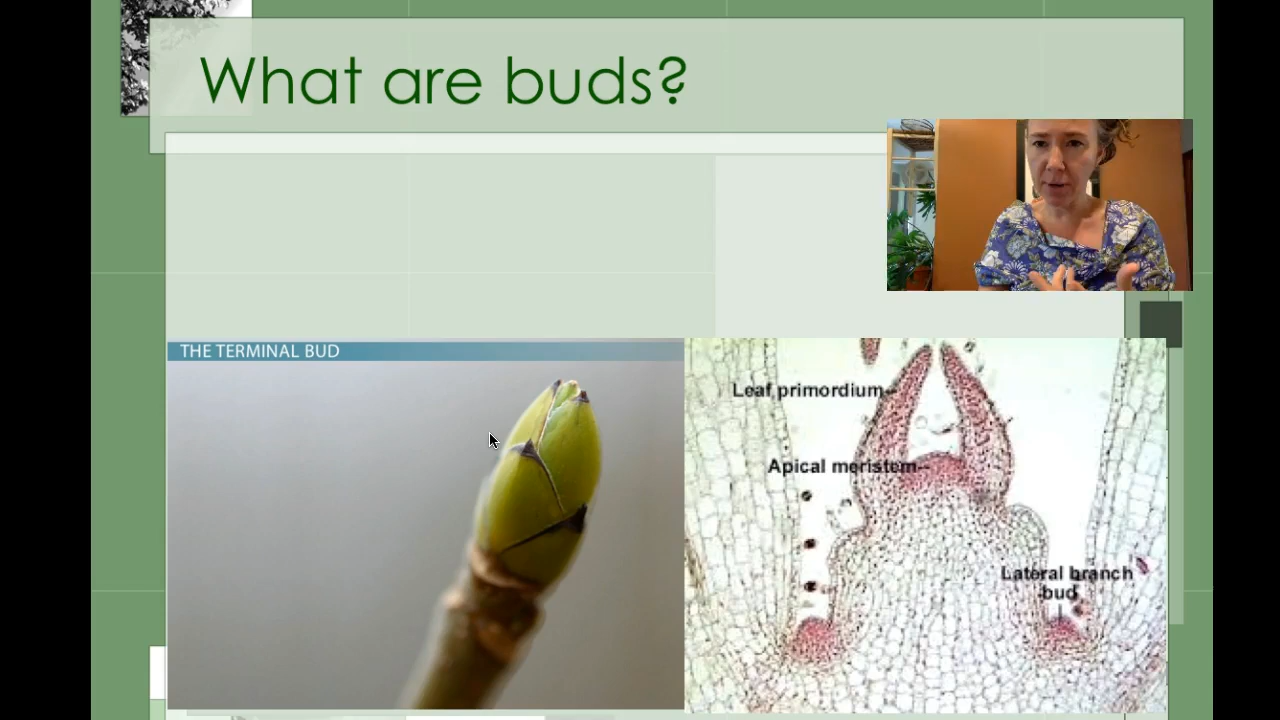 What are buds?
THE TERMINAL BUD
Leaf primordium
Apical meristem
Lateral branch
bud